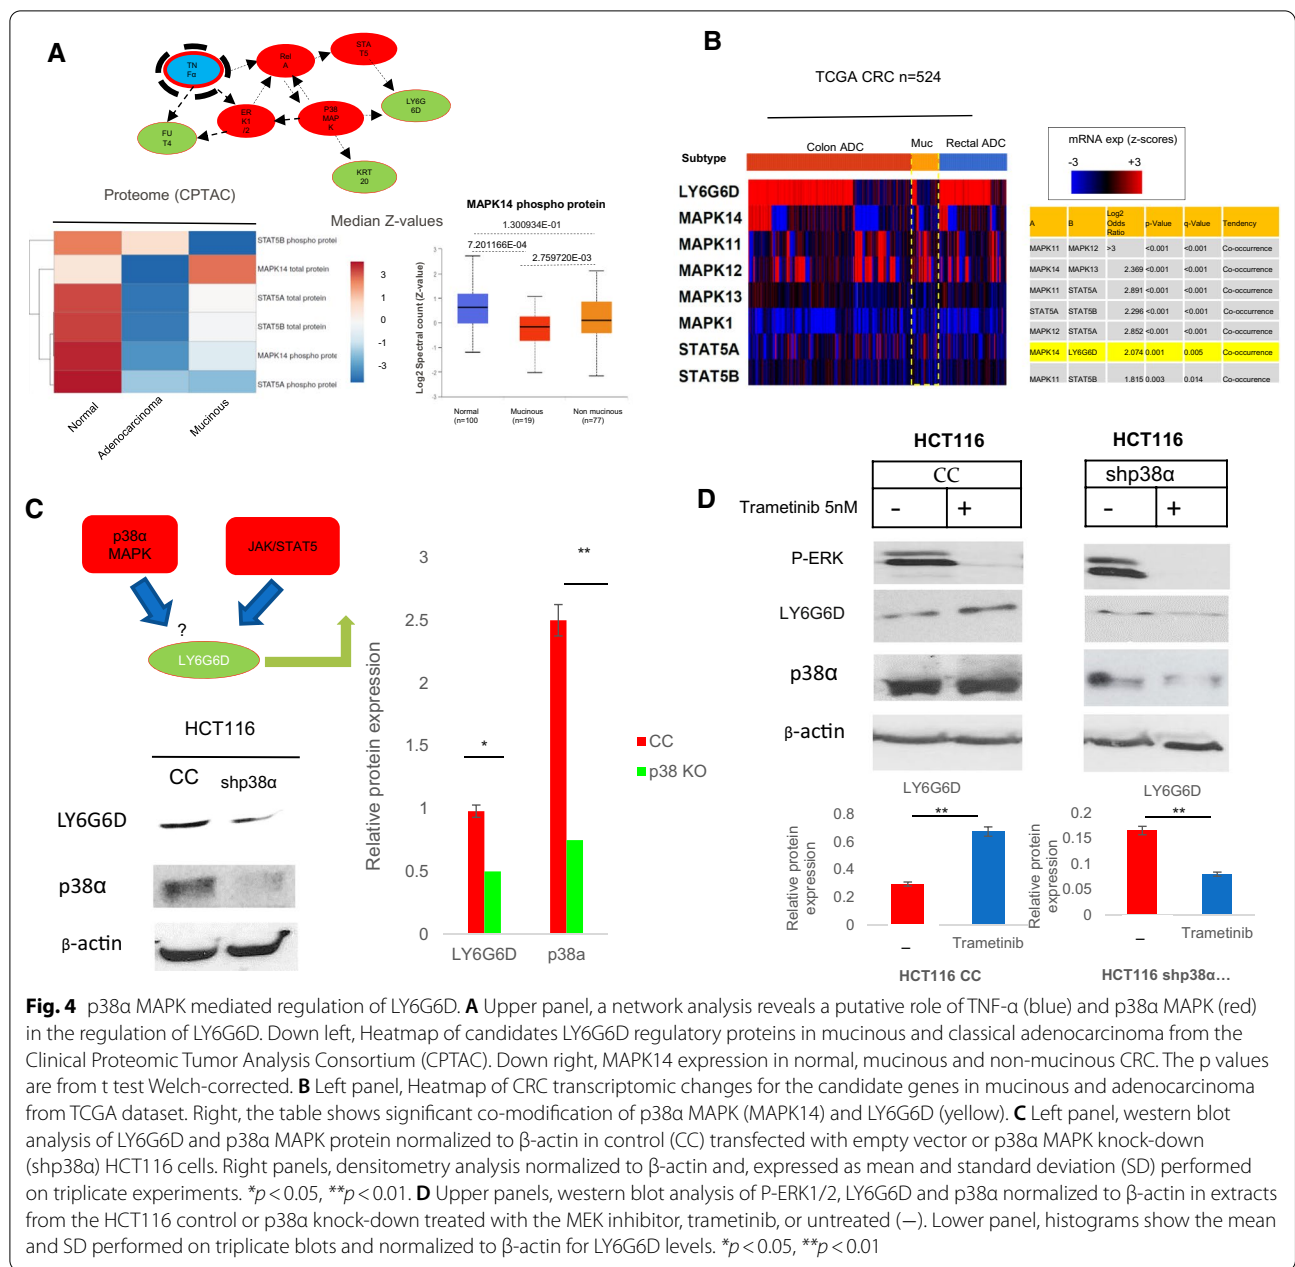 A
TN
Fα
Rel
A
STA
T5
ER
K1
/2
P38
MAP
K
LY6G
6D
FU
T4
KRT
20
Proteome (CPTAC)
STAT5B phospho protei
MAPK14 total protein
STAT5A total protein
STAT5B total protein
MAPK14 phospho prote
STAT5A phospho protei
Normal
Adenocarcinoma
Mucinous
Median Z-values
3
1
0
-1
-3
MAPK14 phospho protein
1.300934E-01
7.201166E-04
2.759720E-03
Log2 Spectral count (Z-value)
3
2
1
0
-1
-2
-3
Normal
(n=100
Mucinous
(n=19)
Non mucinous
(n=77)
B
TCGA CRC n=524
Subtype
Colon ADC
Muc
Rectal ADC
LY6G6D
MAPK14
MAPK11
MAPK12
MAPK13
MAPK1
STAT5A
STAT5B
mRNA exp (z-scores)
-3 +3
A B Log2 Odds Ratio p-Value q-Value Tendency
MAPK11 MAPK12 >3 <0.001 <0.001 Co-occurrence
MAPK14 MAPK13 2.369 <0.001 <0.001 Co-occurrence
MAPK11 STAT5A 2.891 <0.001 <0.001 Co-occurrence
STAT5A STAT5B 2.296 <0.001 <0.001 Co-occurrence
MAPK12 STAT5A 2.852 <0.001 <0.001 Co-occurrence
MAPK14 LY6G6D 2.074 0.001 0.005 Co-occurrence
MAPK11 STAT5B 1.815 0.003 0.014 Co-occurrence
C
p38α
MAPK
JAK/STAT5
?
LY6G6D
HCT116
CC shp38α
LY6G6D
p38α
β-actin
Relative protein expression
3
2.5
2
1.5
1
0.5
0
*
**
LY6G6D
p38a
CC
p38 KO
D
HCT116
CC
HCT116
shp38α
Trametinib 5nM
- +
- +
P-ERK
LY6G6D
p38α
β-actin
LY6G6D
**
Relative protein
expression
0.8
0.6
0.4
0.2
0
–
Trametinib
HCT116 CC
LY6G6D
**
Relative protein
expression
0.2
0.15
0.1
0.05
0
–
Trametinib
HCT116 shp38α...
Fig. 4 p38α MAPK mediated regulation of LY6G6D. A Upper panel, a network analysis reveals a putative role of TNF-α (blue) and p38α MAPK (red)
in the regulation of LY6G6D. Down left, Heatmap of candidates LY6G6D regulatory proteins in mucinous and classical adenocarcinoma from the
Clinical Proteomic Tumor Analysis Consortium (CPTAC). Down right, MAPK14 expression in normal, mucinous and non-mucinous CRC. The p values
are from t test Welch-corrected. B Left panel, Heatmap of CRC transcriptomic changes for the candidate genes in mucinous and adenocarcinoma
from TCGA dataset. Right, the table shows significant co-modification of p38α MAPK (MAPK14) and LY6G6D (yellow). C Left panel, western blot
analysis of LY6G6D and p38α MAPK protein normalized to β-actin in control (CC) transfected with empty vector or p38α MAPK knock-down
(shp38α) HCT116 cells. Right panels, densitometry analysis normalized to β-actin and, expressed as mean and standard deviation (SD) performed
on triplicate experiments. *p < 0.05, **p < 0.01. D Upper panels, western blot analysis of P-ERK1/2, LY6G6D and p38α normalized to β-actin in extracts
from the HCT116 control or p38α knock-down treated with the MEK inhibitor, trametinib, or untreated (−). Lower panel, histograms show the mean
and SD performed on triplicate blots and normalized to β-actin for LY6G6D levels. *p < 0.05, **p < 0.01